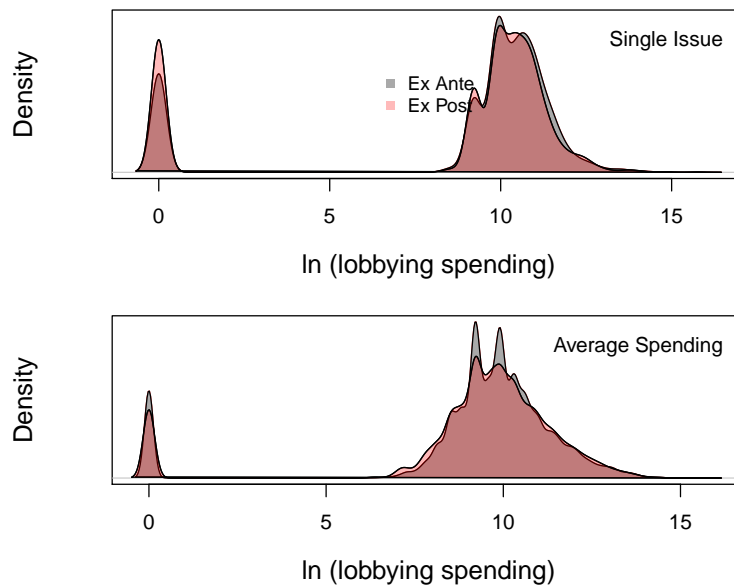 Single Issue
Density
Ex Ante
Ex Post
0 5 10 15
ln (lobbying spending)
Average Spending
Density
0 5 10 15
ln (lobbying spending)